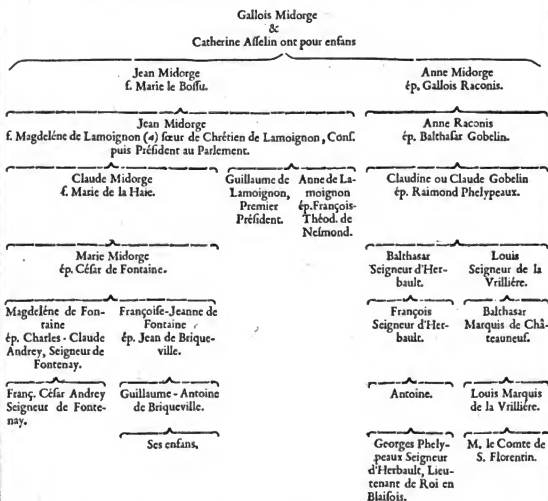 Gallois Midorge
&
Catherine Aſſelin ont pour enfans
Jean Midorge
f. Marie le Boſſu.
Anne Midorge
ép. Gallois Raconis.
Jean Midorge
f. Magdeléne de Lamoignon (a) ſœur de Chrétien de Lamoignon, Conſ.
puis Préſident au Parlement.
Anne Raconis
ép. Balthaſar Gobelin.
Claude Midorge
f. Marie de la Haie.
Guillaume de
Lamoignon,
Premier
Préſident.
Anne de La-
moignon
ép. François-
Théod. de
Neſmond.
Claudine ou Claude Gobelin
ép. Raimond Phelypeaux.
Marie Midorge
ép. Céſar de Fontaine.
Balthasar
Seigneur d'Her-
bault.
Louis
Seigneur de la
Vrilliére.
Magdeléne de Fon-
taine
ép. Charles-Claude
Andrey, Seigneur de
Fontenay.
Françoiſe-Jeanne de
Fontaine
ép. Jean de Brique-
ville.
François
Seigneur d'Her-
bault.
Balthasar
Marquis de Châ-
teauneuf.
Franç. Céſar Andrey
Seigneur de Fonte-
nay.
Guillaume-Antoine
de Briqueville.
Antoine.
Louis Marquis
de la Vrilliére.
Ses enfans.
Georges Phely-
peaux Seigneur
d'Herbault, Lieu-
tenant de Roi en
Blaiſois.
M. le Comte de
S. Florentin.